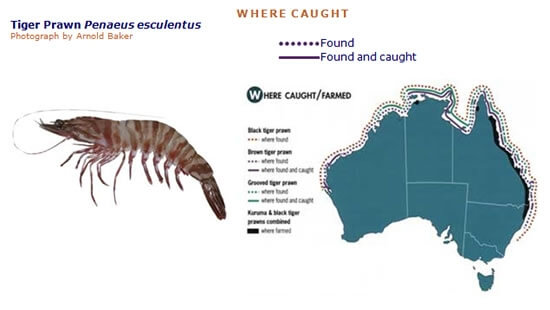 WHERE CAUGHT
Tiger Prawn Penaeus esculentus
Photograph by Arnold Baker
Found
Found and caught
WHERE CAUGHT/FARMED
Black tiger prawn
- where found
Brown tiger prawn
- where found
- where found and caught
Grooved tiger prawn
- where found
- where found and caught
Kuruma & black tiger
prawns combined
- where farmed